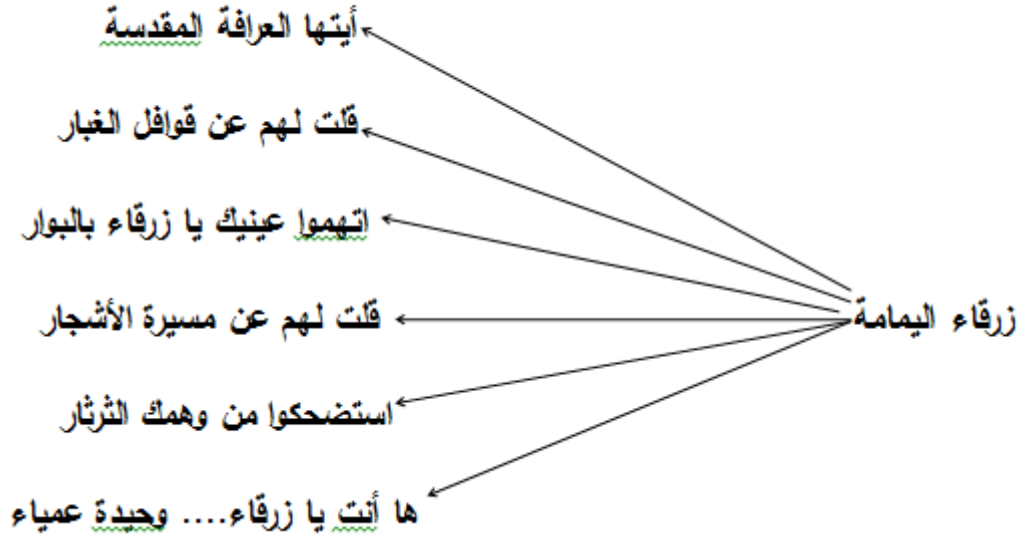 أيتها العرافة المقدسة
قلت لهم عن قوافل الغبار
اتهموا عينيك يا زرقاء بالبوار
زرقاء اليمامة
قلت لهم عن مسيرة الأشجار
استضحكوا من وهمك الثرثار
ها أنت يا زرقاء.... وحيدة عمياء